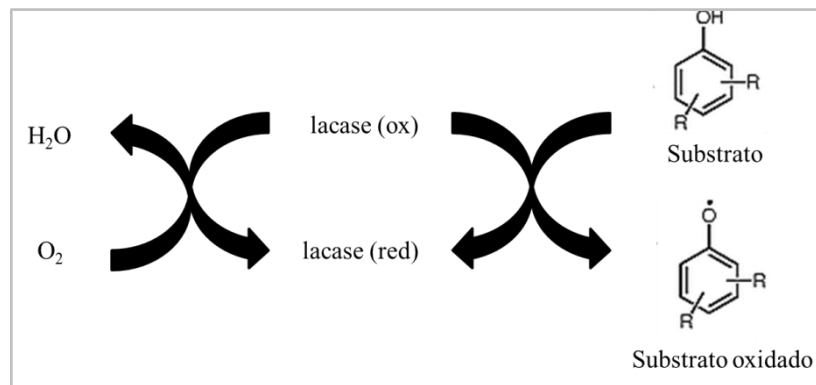 OH
R
R
H₂O
lacase (ox)
Substrato
O₂
lacase (red)
O
R
R
Substrato oxidado